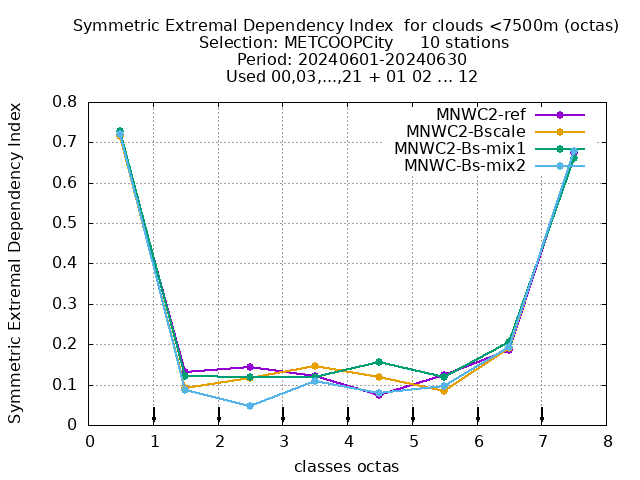 Symmetric Extremal Dependency Index for clouds <7500m (octas)
Selection: METCOOPCity 10 stations
Period: 20240601-20240630
Used 00,03,...,21 + 01 02 ... 12
MNWC2-ref
MNWC2-Bscale
MNWC2-Bs-mix1
MNWC-Bs-mix2
Symmetric Extremal Dependency Index
0.8
0.7
0.6
0.5
0.4
0.3
0.2
0.1
0
0 1 2 3 4 5 6 7 8
classes octas